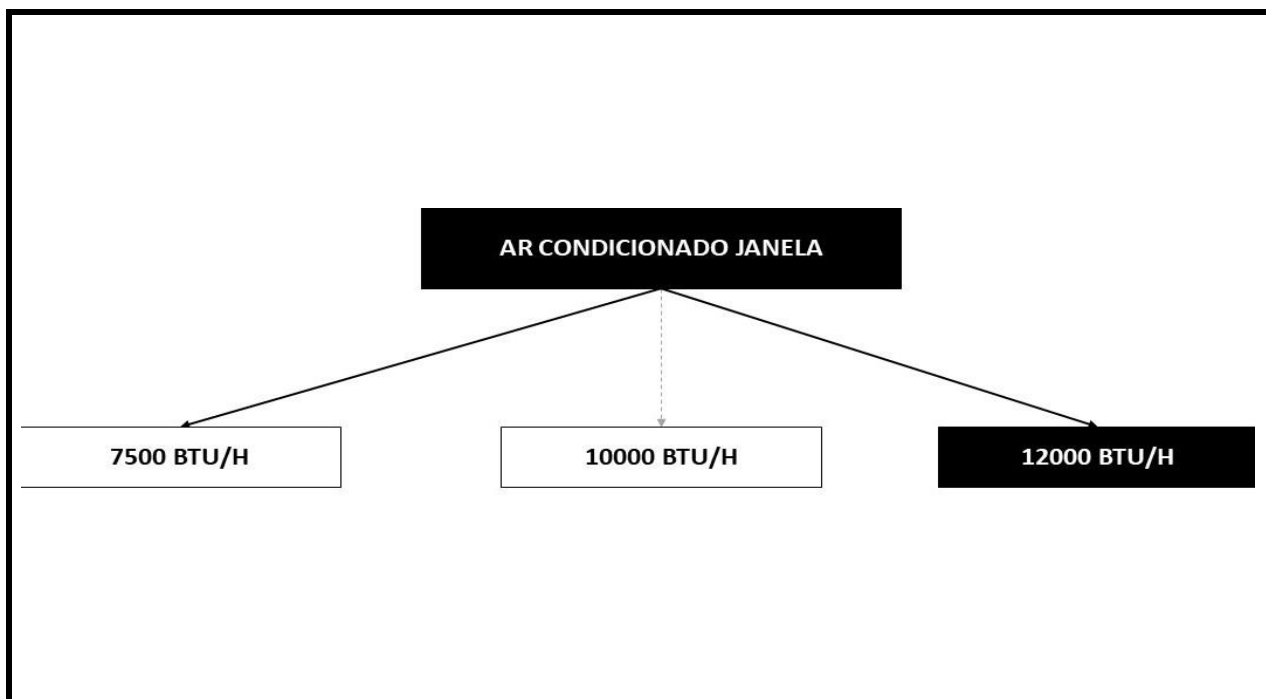 AR CONDICIONADO JANELA
7500 BTU/H
10000 BTU/H
12000 BTU/H